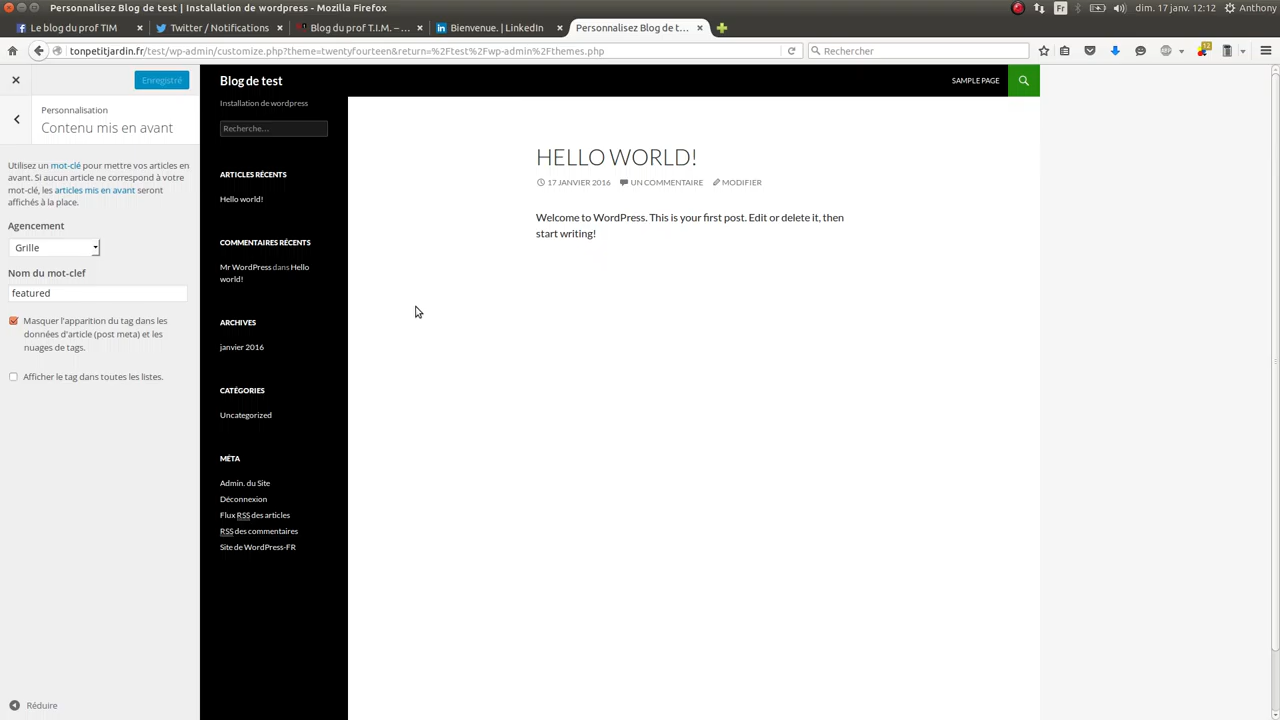 Personnalisez Blog de test | Installation de wordpress - Mozilla Firefox
dim. 17 janv. 12:12
Anthony
Le blog du prof TIM
Twitter / Notifications
Blog du prof T.I.M. – ...
Bienvenue. | LinkedIn
Personnalisez Blog de t...
tonpetitjardin.fr/test/wp-admin/customize.php?theme=twentyfourteen&return=%2Ftest%2Fwp-admin%2Fthemes.php
Rechercher
Enregistré
Personnalisation
Contenu mis en avant
Utilisez un mot-clé pour mettre vos articles en
avant. Si aucun article ne correspond à votre
mot-clé, les articles mis en avant seront
affichés à la place.
Agencement
Grille
Nom du mot-clef
featured
Masquer l'apparition du tag dans les
données d'article (post meta) et les
nuages de tags.
Afficher le tag dans toutes les listes.
Réduire
Blog de test
SAMPLE PAGE
Installation de wordpress
Recherche…
ARTICLES RÉCENTS
Hello world!
COMMENTAIRES RÉCENTS
Mr WordPress dans Hello
world!
ARCHIVES
janvier 2016
CATÉGORIES
Uncategorized
MÉTA
Admin. du Site
Déconnexion
Flux RSS des articles
RSS des commentaires
Site de WordPress-FR
HELLO WORLD!
17 JANVIER 2016 UN COMMENTAIRE MODIFIER
Welcome to WordPress. This is your first post. Edit or delete it, then
start writing!